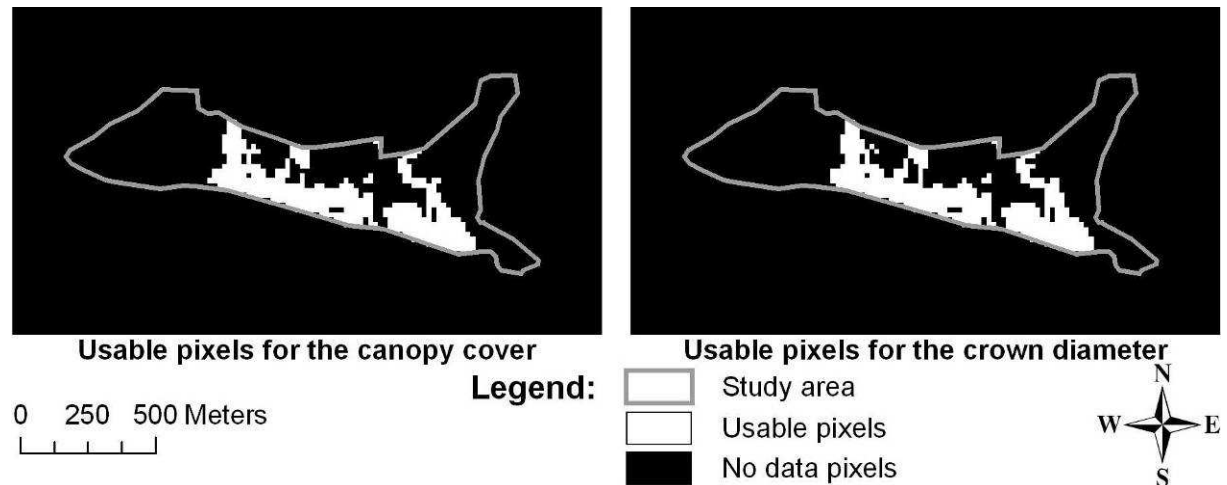 Usable pixels for the canopy cover
Usable pixels for the crown diameter
Legend:
Study area
Usable pixels
No data pixels
0 250 500 Meters
N
W E
S